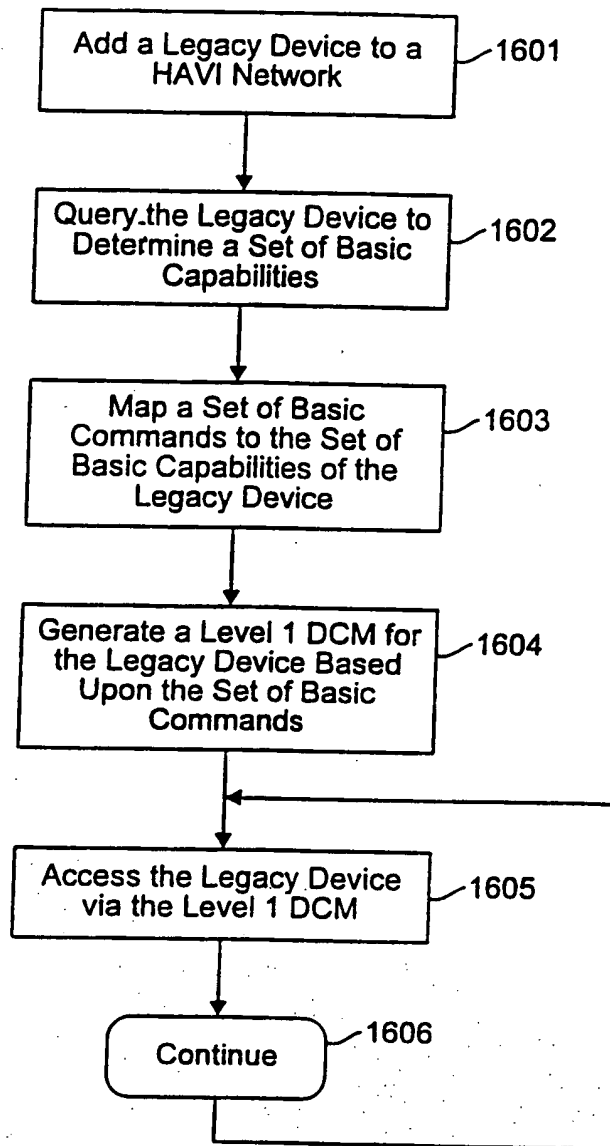 Add a Legacy Device to a
HAVI Network
1601
Query the Legacy Device to
Determine a Set of Basic
Capabilities
1602
Map a Set of Basic
Commands to the Set of
Basic Capabilities of the
Legacy Device
1603
Generate a Level 1 DCM for
the Legacy Device Based
Upon the Set of Basic
Commands
1604
Access the Legacy Device
via the Level 1 DCM
1605
Continue
1606